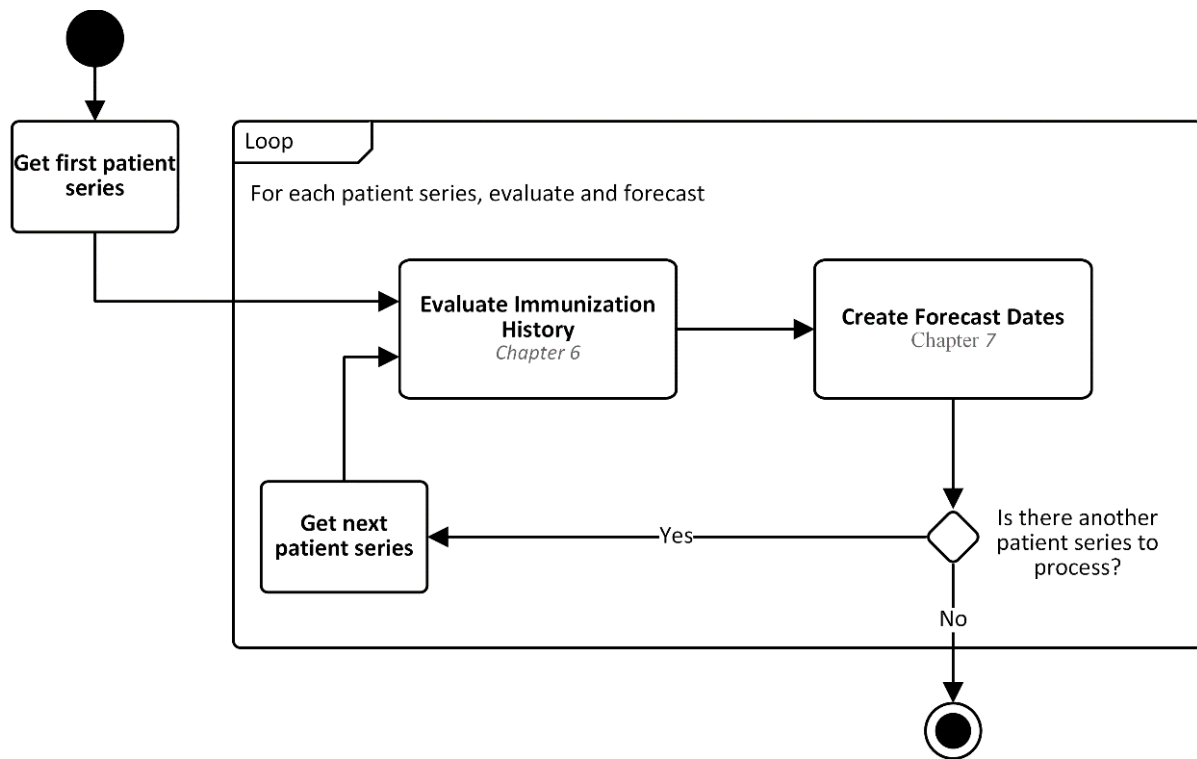 Get first patient
series
Loop
For each patient series, evaluate and forecast
Evaluate Immunization
History
Chapter 6
Create Forecast Dates
Chapter 7
Get next
patient series
Yes
Is there another
patient series to
process?
No